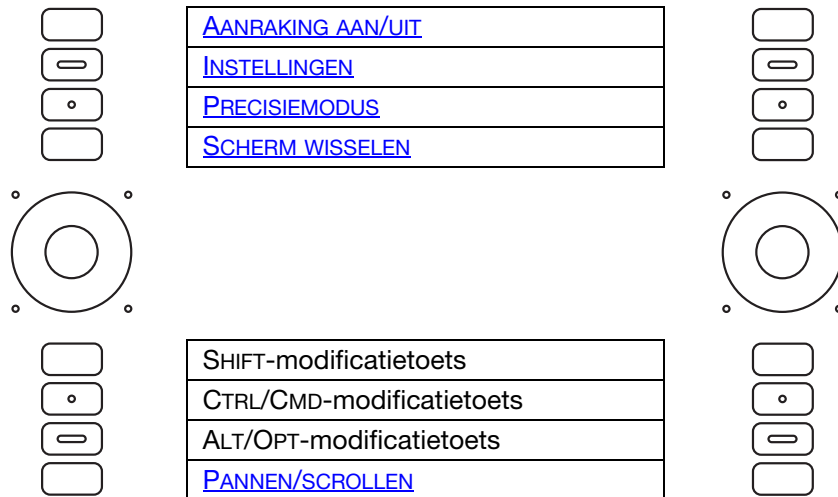 AANRAKING AAN/UIT
INSTELLINGEN
PRECISIEMODUS
SCHERM WISSELEN
SHIFT-modificatietoets
CTRL/CMD-modificatietoets
ALT/OPT-modificatietoets
PANNEN/SCROLLEN